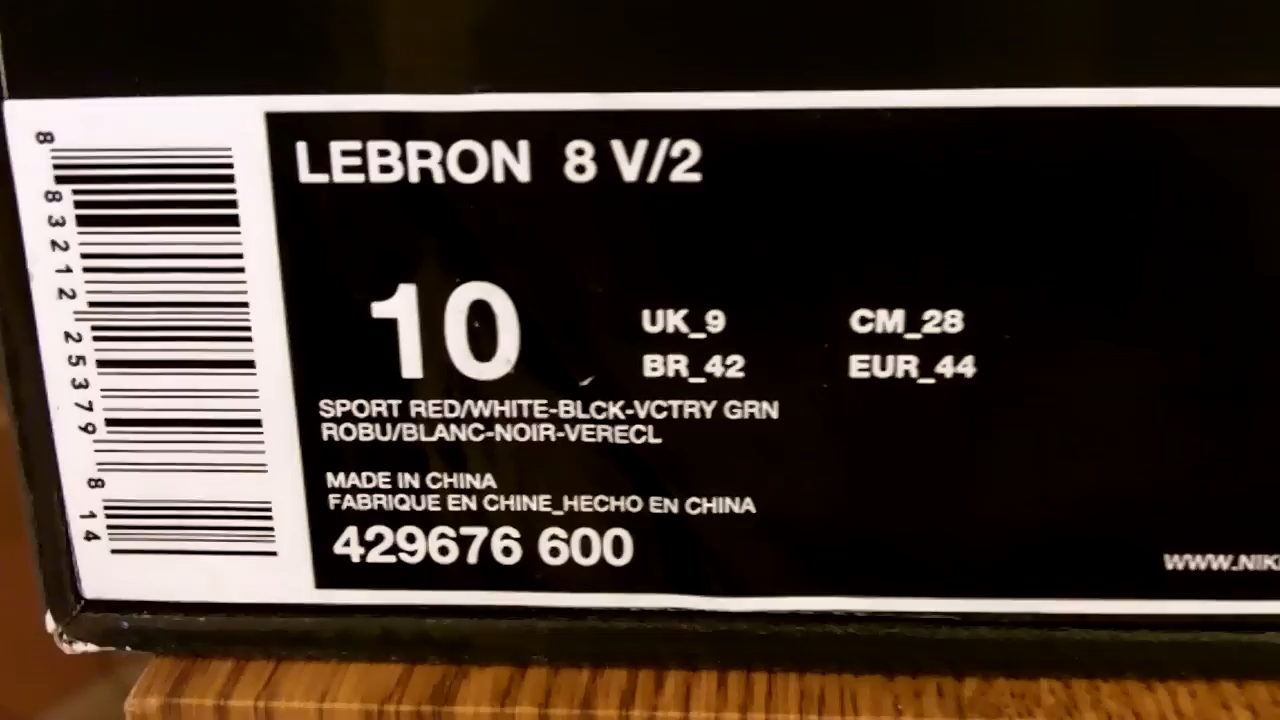 LEBRON 8 V/2
10
UK_9 CM_28
BR_42 EUR_44
SPORT RED/WHITE-BLCK-VCTRY GRN
ROBU/BLANC-NOIR-VERECL
MADE IN CHINA
FABRIQUE EN CHINE_HECHO EN CHINA
429676 600
WWW.NIK
8 83212 25379 8 14